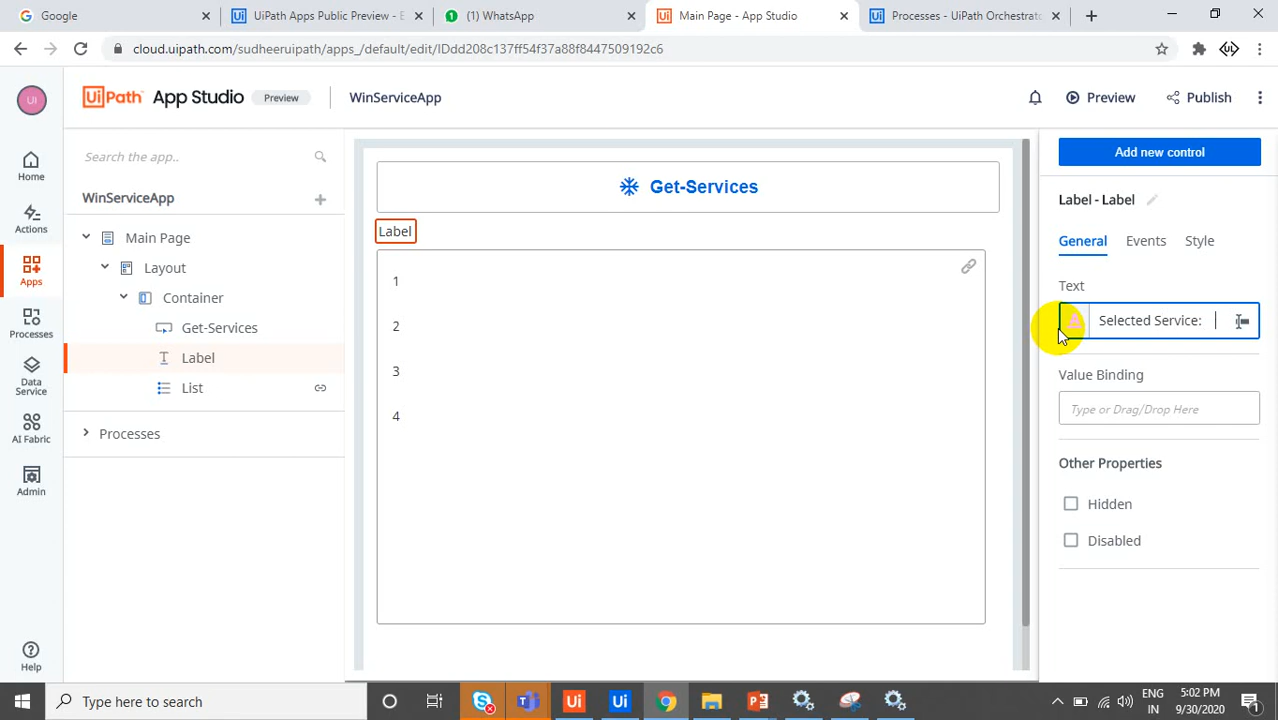 Google
UiPath Apps Public Preview - E
(1) WhatsApp
Main Page - App Studio
Processes - UiPath Orchestrato
cloud.uipath.com/sudheeruipath/apps_/default/edit/IDdd208c137ff54f37a88f8447509192c6
UI
UiPath App Studio Preview WinServiceApp
Preview
Publish
Home
Actions
Apps
Processes
Data
Service
AI Fabric
Admin
Help
Search the app..
WinServiceApp
Main Page
Layout
Container
Get-Services
Label
List
Processes
Get-Services
Label
1
2
3
4
Add new control
Label - Label
General Events Style
Text
Selected Service:
Value Binding
Type or Drag/Drop Here
Other Properties
Hidden
Disabled
Type here to search
ENG
IN
5:02 PM
9/30/2020